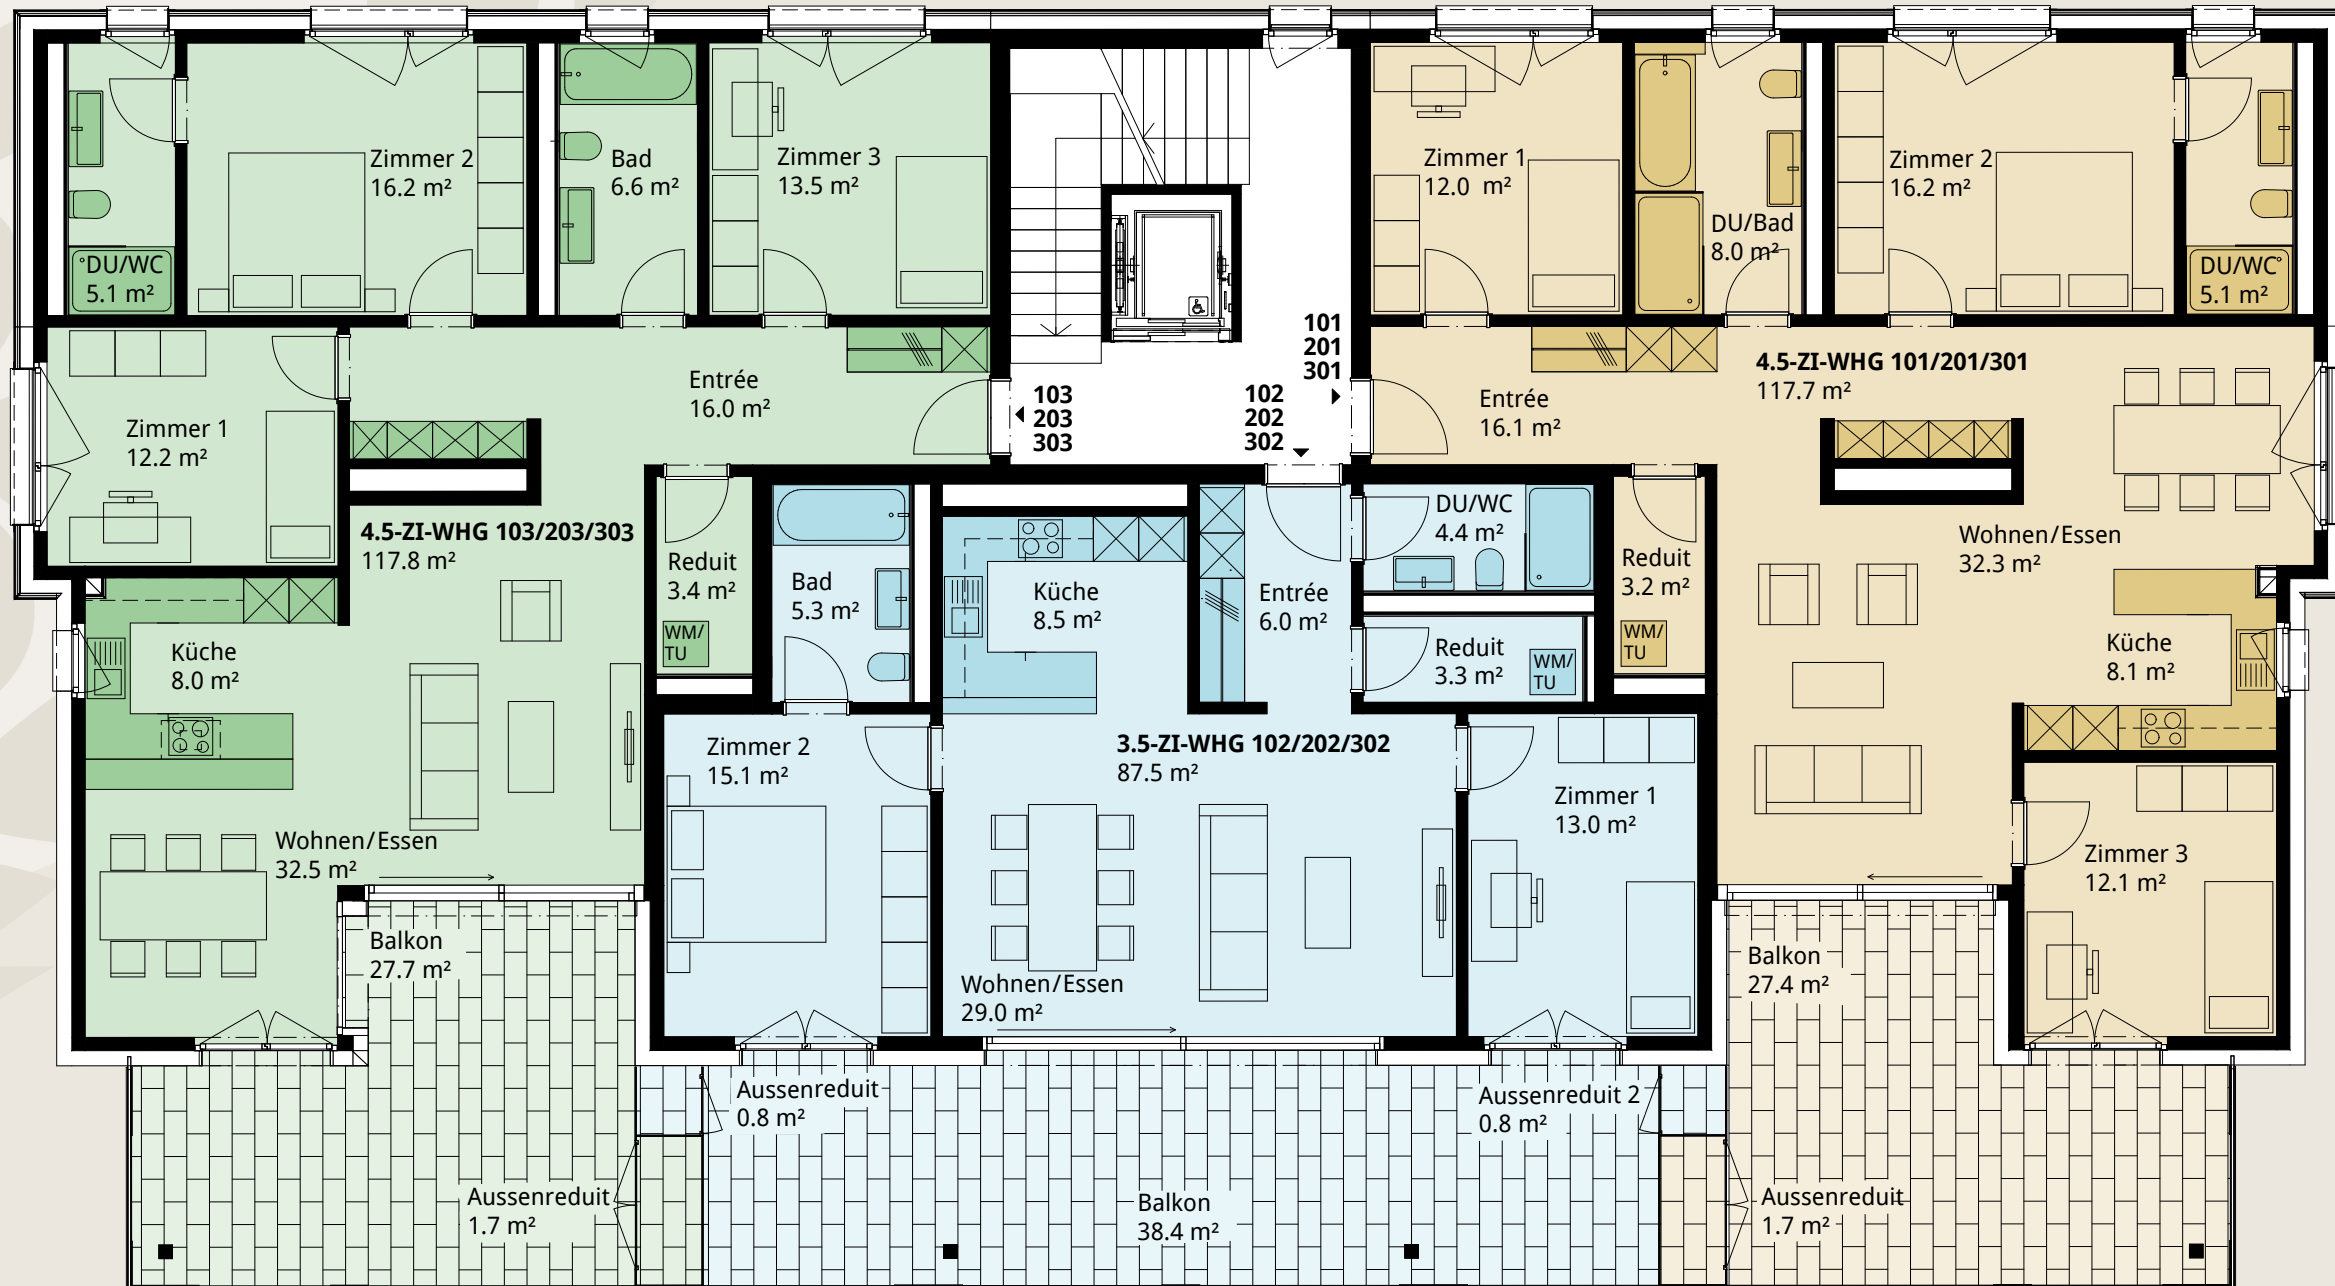 Zimmer 2
16.2 m²
Bad
6.6 m²
Zimmer 3
13.5 m²
DU/WC
5.1 m²
Zimmer 1
12.0 m²
DU/Bad
8.0 m²
Zimmer 2
16.2 m²
DU/WC
5.1 m²
Zimmer 1
12.2 m²
Entrée
16.0 m²
103
203
303
102
202
302
101
201
301
Entrée
16.1 m²
4.5-ZI-WHG 101/201/301
117.7 m²
4.5-ZI-WHG 103/203/303
117.8 m²
Reduit
3.4 m²
WM/
TU
Bad
5.3 m²
Küche
8.5 m²
Entrée
6.0 m²
DU/WC
4.4 m²
Reduit
3.3 m²
WM/
TU
Reduit
3.2 m²
WM/
TU
Wohnen/Essen
32.3 m²
Küche
8.1 m²
Küche
8.0 m²
Wohnen/Essen
32.5 m²
Zimmer 2
15.1 m²
3.5-ZI-WHG 102/202/302
87.5 m²
Wohnen/Essen
29.0 m²
Zimmer 1
13.0 m²
Zimmer 3
12.1 m²
Balkon
27.7 m²
Balkon
27.4 m²
Aussenreduit
0.8 m²
Aussenreduit 2
0.8 m²
Aussenreduit
1.7 m²
Balkon
38.4 m²
Aussenreduit
1.7 m²